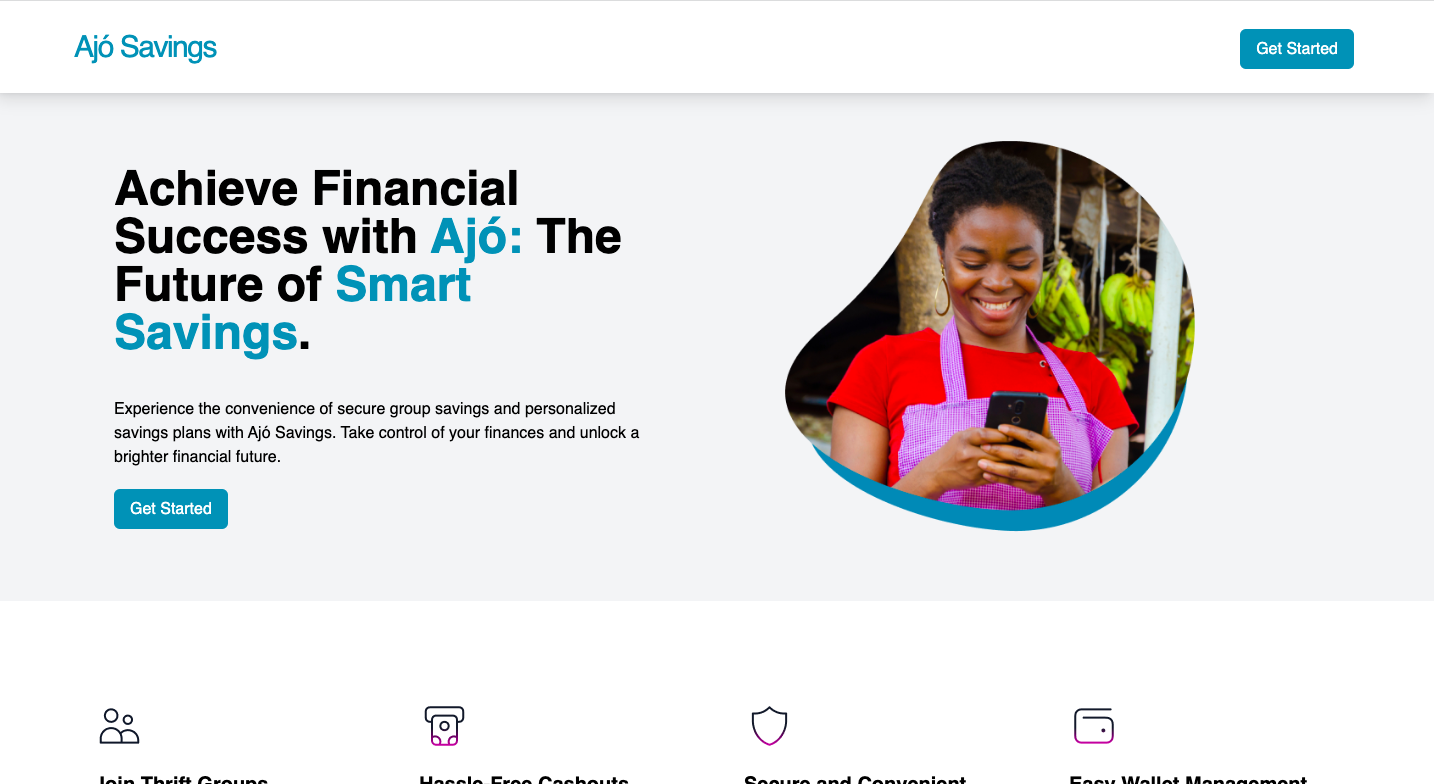 Ajó Savings
Get Started
Achieve Financial
Success with Ajó: The
Future of Smart
Savings.
Experience the convenience of secure group savings and personalized
savings plans with Ajó Savings. Take control of your finances and unlock a
brighter financial future.
Get Started
Join Thrift Groups
Hassle-Free Cashouts
Secure and Convenient
Easy Wallet Management